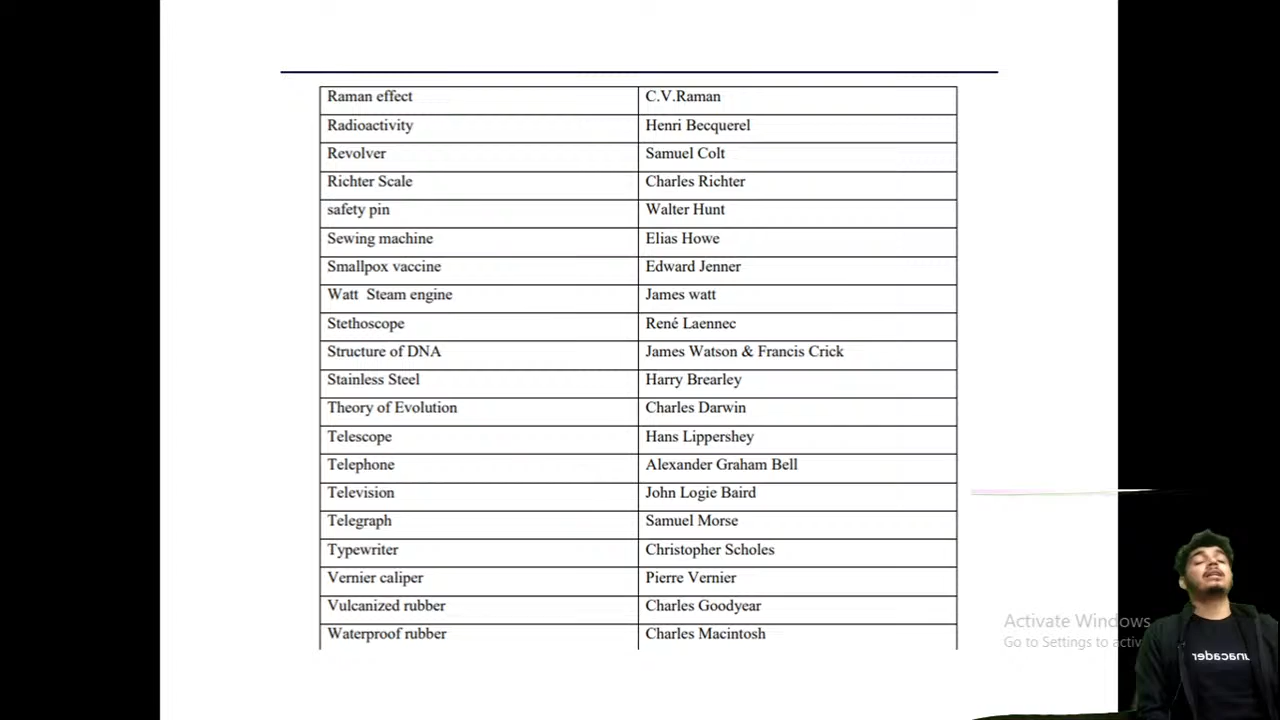 Raman effect C.V.Raman
Radioactivity Henri Becquerel
Revolver Samuel Colt
Richter Scale Charles Richter
safety pin Walter Hunt
Sewing machine Elias Howe
Smallpox vaccine Edward Jenner
Watt  Steam engine James watt
Stethoscope René Laennec
Structure of DNA James Watson & Francis Crick
Stainless Steel Harry Brearley
Theory of Evolution Charles Darwin
Telescope Hans Lippershey
Telephone Alexander Graham Bell
Television John Logie Baird
Telegraph Samuel Morse
Typewriter Christopher Scholes
Vernier caliper Pierre Vernier
Vulcanized rubber Charles Goodyear
Waterproof rubber Charles Macintosh
Activate Windows
Go to Settings to